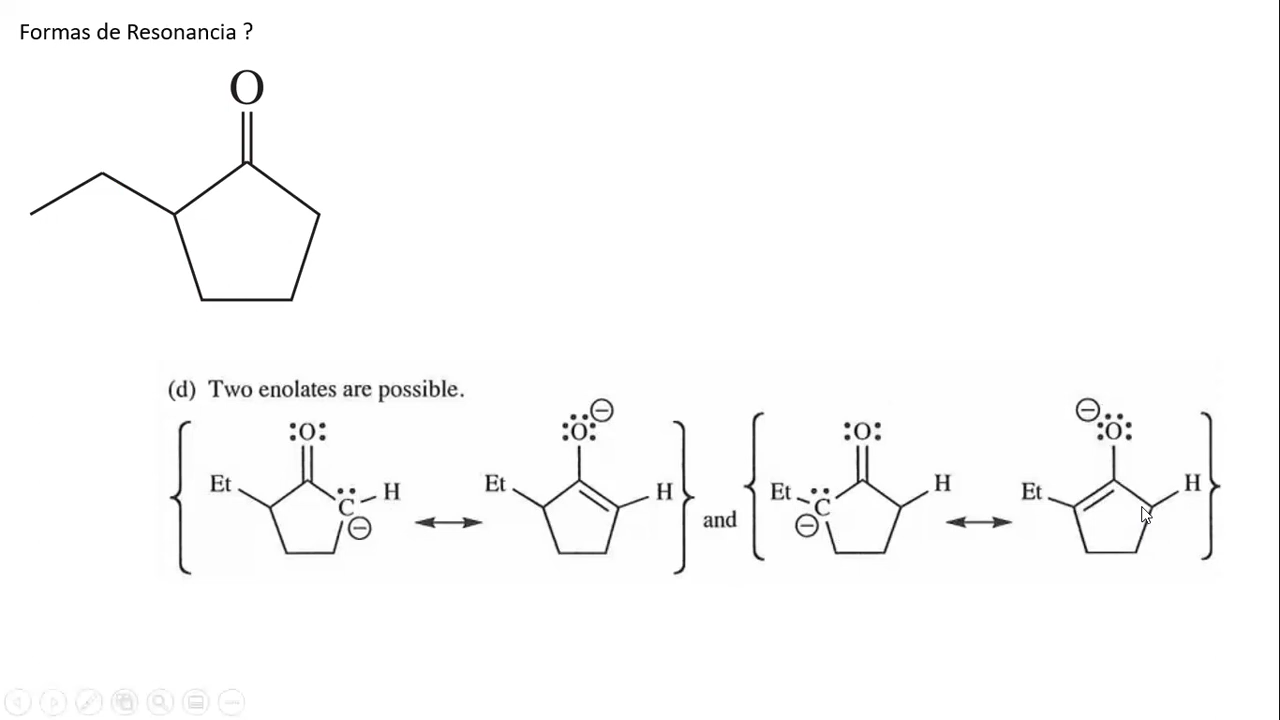 Formas de Resonancia ?
O
(d) Two enolates are possible.
:O: :O: ⊖ :O: ⊖ :O:
Et C H ⊖ Et H and Et C ⊖ H Et H